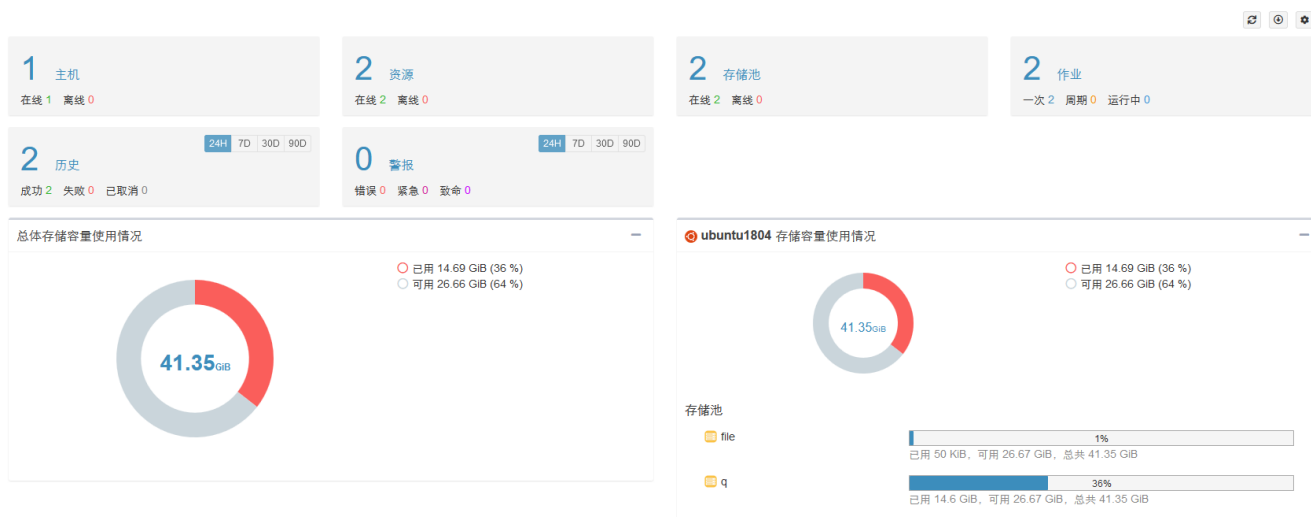 1 主机
在线 1 离线 0
2 资源
在线 2 离线 0
2 存储池
在线 2 离线 0
2 作业
一次 2 周期 0 运行中 0
2 历史
24H 7D 30D 90D
成功 2 失败 0 已取消 0
0 警报
24H 7D 30D 90D
错误 0 紧急 0 致命 0
总体存储容量使用情况
已用 14.69 GiB (36 %)
可用 26.66 GiB (64 %)
41.35GiB
ubuntu1804 存储容量使用情况
已用 14.69 GiB (36 %)
可用 26.66 GiB (64 %)
41.35GiB
存储池
file
1%
已用 50 KiB，可用 26.67 GiB，总共 41.35 GiB
q
36%
已用 14.6 GiB，可用 26.67 GiB，总共 41.35 GiB